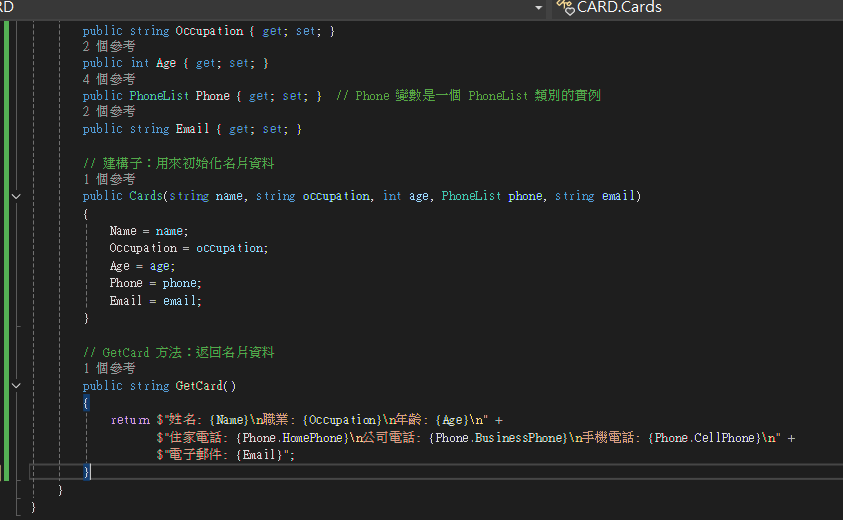 RD
CARD.Cards
public string Occupation { get; set; }
2 個參考
public int Age { get; set; }
4 個參考
public PhoneList Phone { get; set; }  // Phone 變數是一個 PhoneList 類別的實例
2 個參考
public string Email { get; set; }
// 建構子：用來初始化名片資料
1 個參考
public Cards(string name, string occupation, int age, PhoneList phone, string email)
{
Name = name;
Occupation = occupation;
Age = age;
Phone = phone;
Email = email;
}
// GetCard 方法：返回名片資料
1 個參考
public string GetCard()
{
return $"姓名: {Name}\n職業: {Occupation}\n年齡: {Age}\n" +
$"住家電話: {Phone.HomePhone}\n公司電話: {Phone.BusinessPhone}\n手機電話: {Phone.CellPhone}\n" +
$"電子郵件: {Email}";
}
}
}